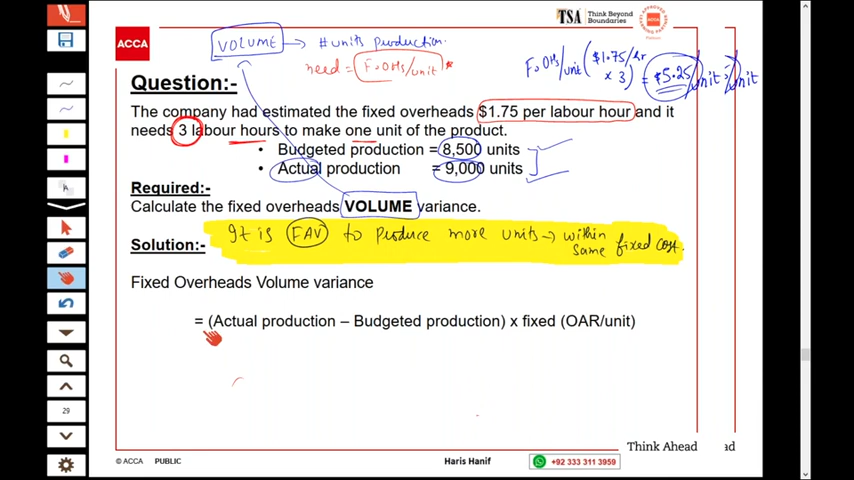 TSA Think Beyond Boundaries
ACCA
VOLUME → #units production.
need = F.OHs/unit *
F.OHs/unit ($1.75/hr x 3) = $5.25/unit unit
Question:-
The company had estimated the fixed overheads $1.75 per labour hour and it
needs 3 labour hours to make one unit of the product.
• Budgeted production = 8,500 units
• Actual production = 9,000 units
Required:-
Calculate the fixed overheads VOLUME variance.
Solution:-
It is FAV to produce more units → within same fixed cost.
Fixed Overheads Volume variance
= (Actual production – Budgeted production) x fixed (OAR/unit)
29
Think Ahead ad
© ACCA PUBLIC
Haris Hanif
+92 333 311 3959